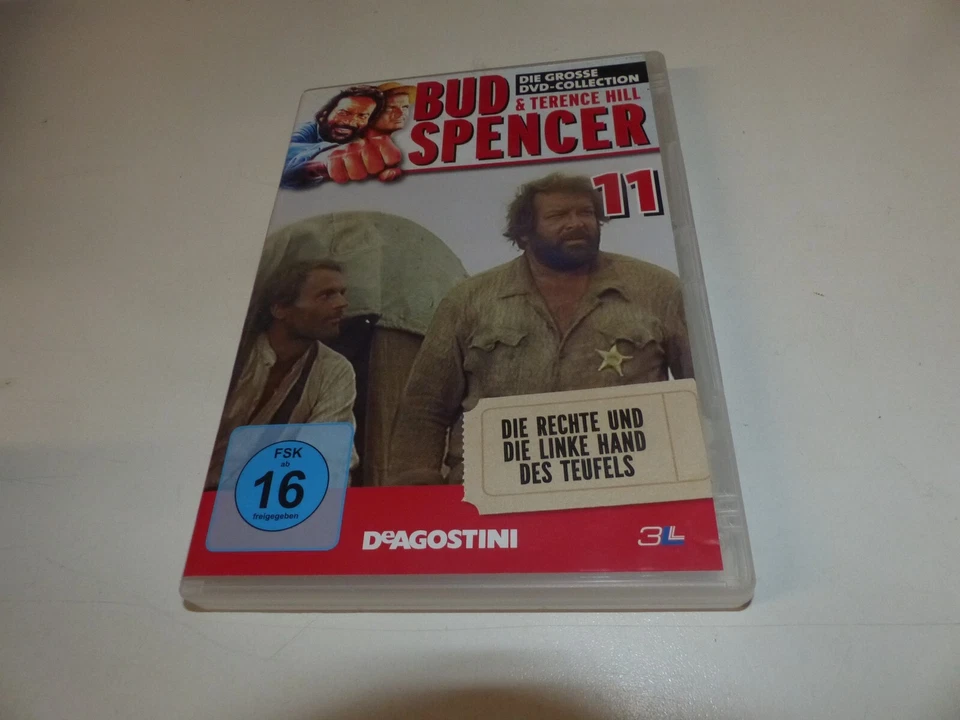 DIE GROSSE
DVD-COLLECTION
BUD
& TERENCE HILL
SPENCER
11
DIE RECHTE UND
DIE LINKE HAND
DES TEUFELS
FSK
ab
16
freigegeben
DeAGOSTINI
3L